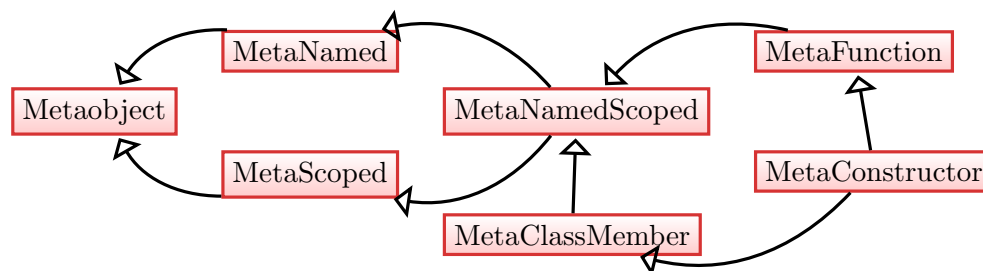 MetaNamed
MetaFunction
Metaobject
MetaNamedScoped
MetaScoped
MetaConstructor
MetaClassMember